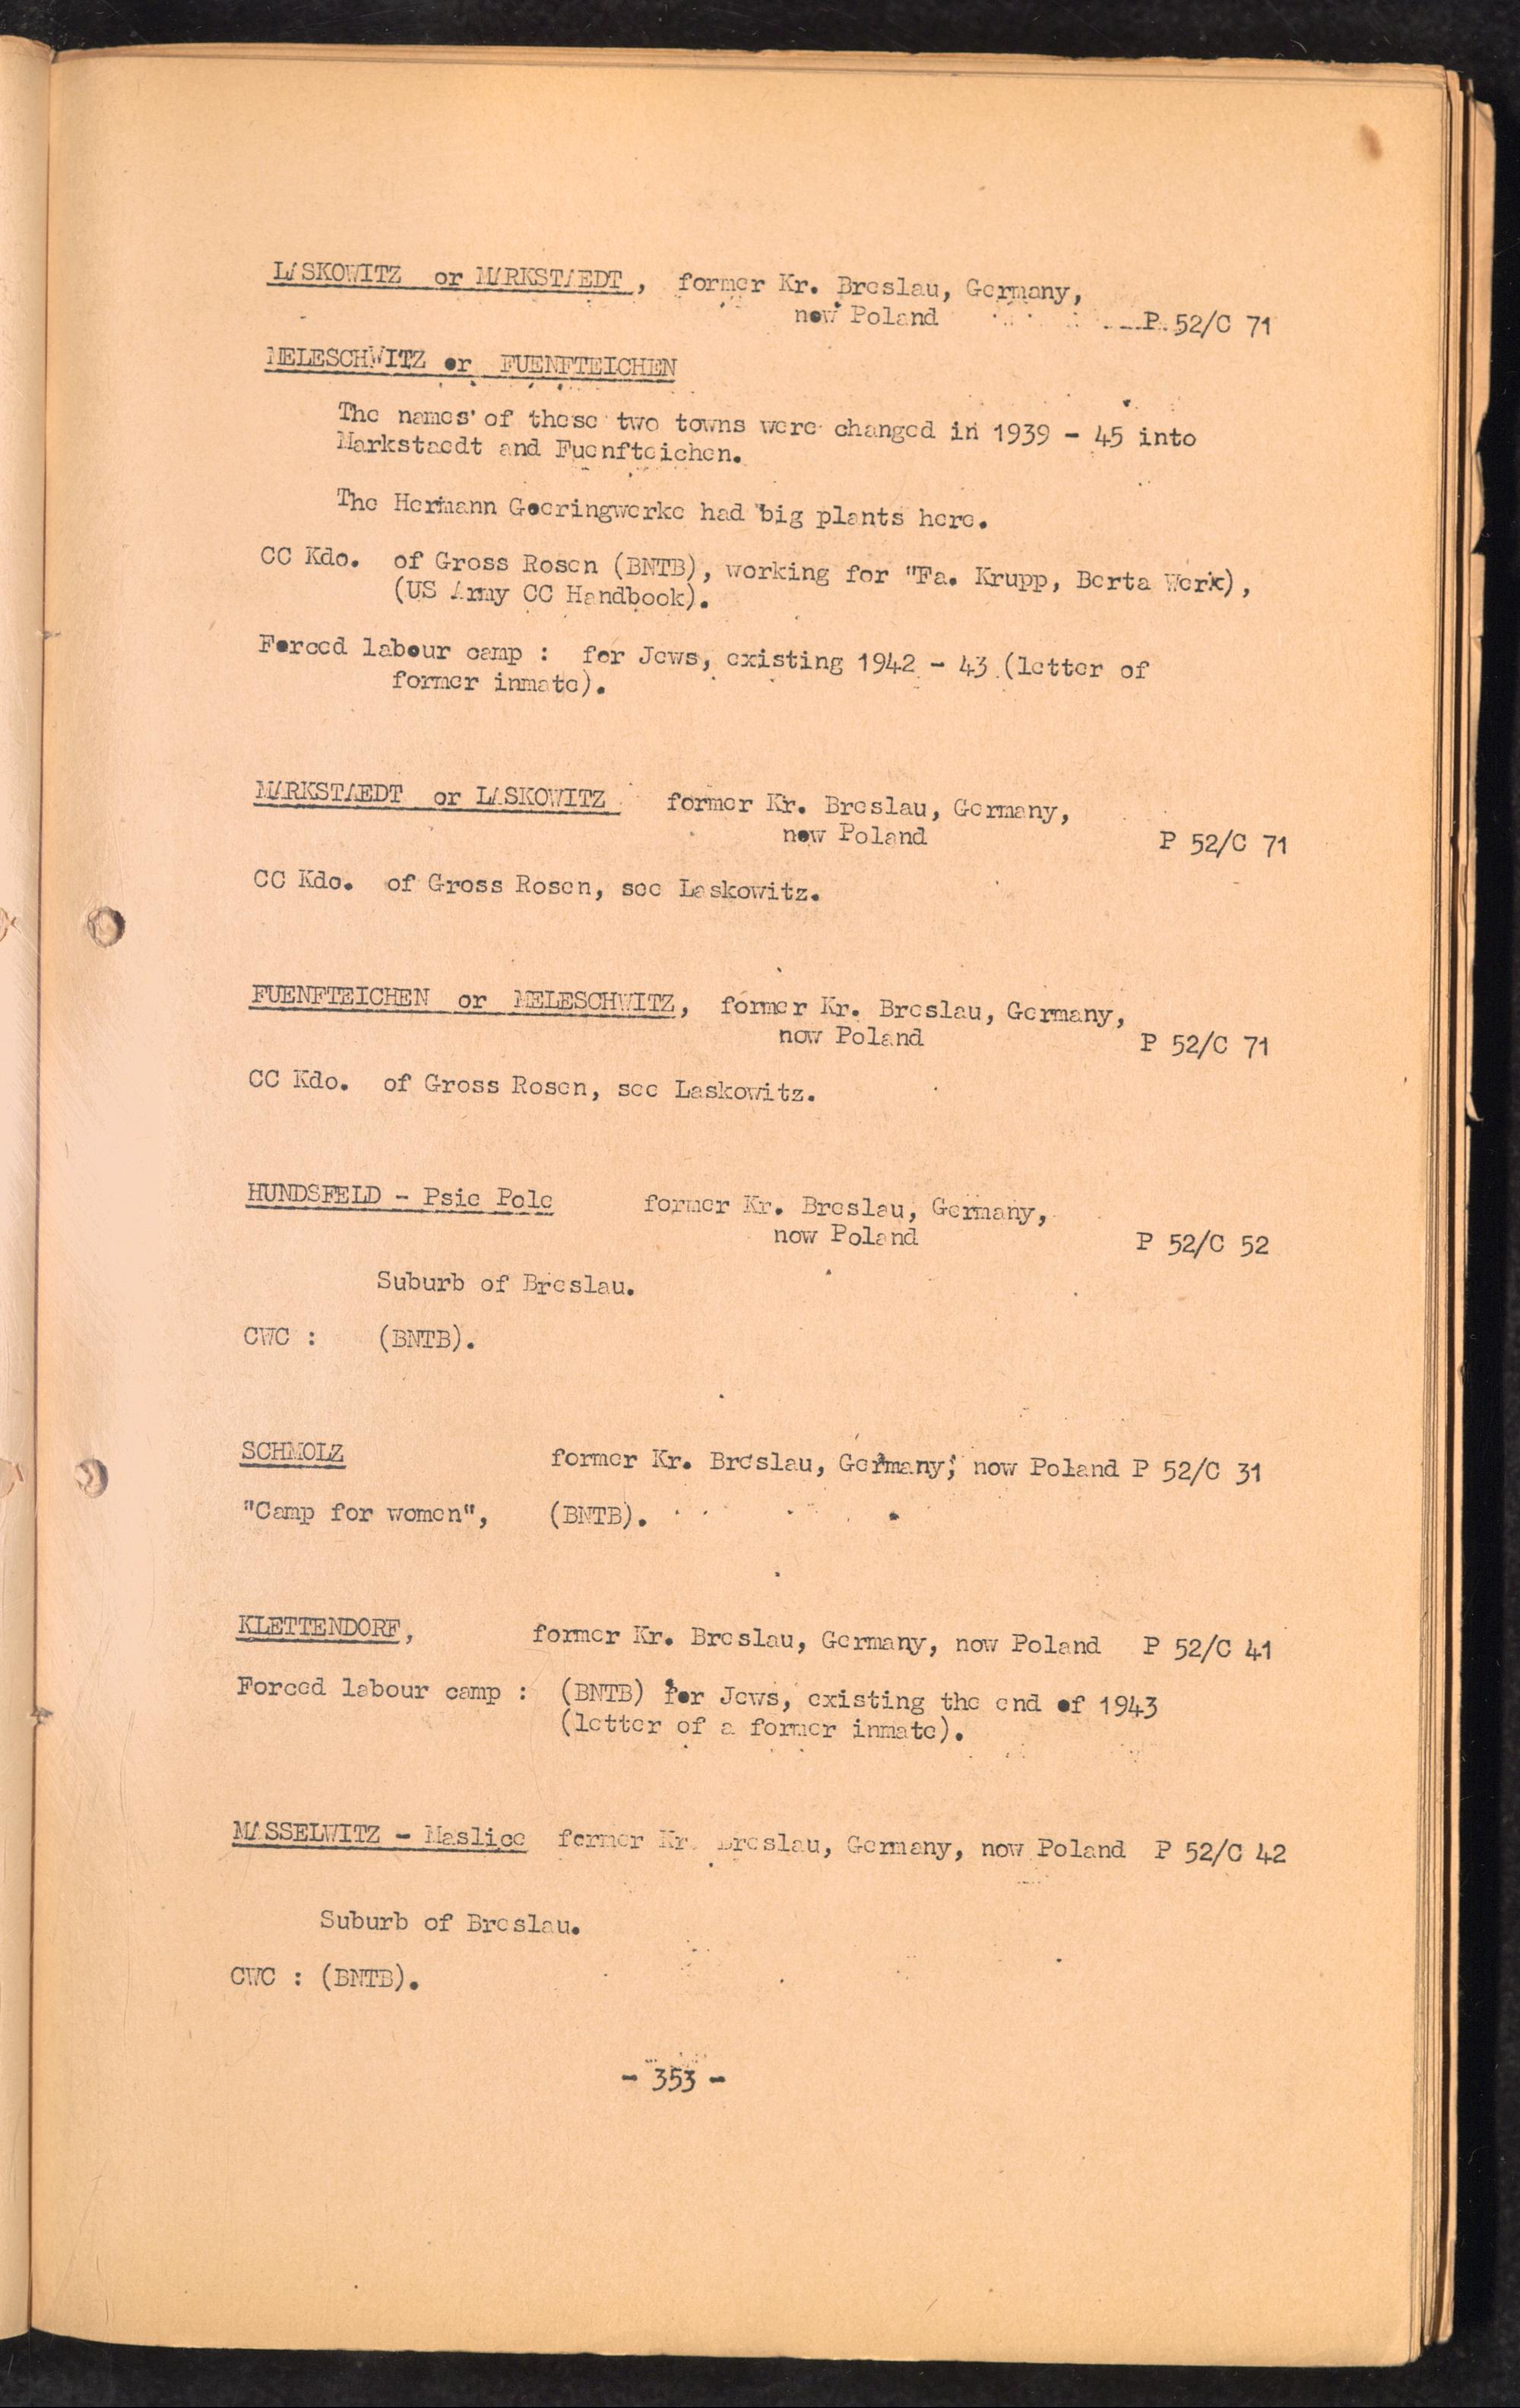 LASKOWITZ or MARKSTAEDT, former Kr. Breslau, Germany,
now Poland P 52/C 71
MELESCHWITZ or FUENFTEICHEN
The names of these two towns were changed in 1939 - 45 into
Markstaedt and Fuenfteichen.
The Hermann Goeringwerke had big plants here.
CC Kdo. of Gross Rosen (BNTB), working for "Fa. Krupp, Berta Werk),
(US Army CC Handbook).
Forced labour camp : for Jews, existing 1942 - 43 (letter of
former inmate).
MARKSTAEDT or LASKOWITZ former Kr. Breslau, Germany,
now Poland P 52/C 71
CC Kdo. of Gross Rosen, see Laskowitz.
FUENFTEICHEN or MELESCHWITZ, former Kr. Breslau, Germany,
now Poland P 52/C 71
CC Kdo. of Gross Rosen, see Laskowitz.
HUNDSFELD - Psie Pole former Kr. Breslau, Germany,
now Poland P 52/C 52
Suburb of Breslau.
CWC : (BNTB).
SCHMOLZ former Kr. Breslau, Germany, now Poland P 52/C 31
"Camp for women", (BNTB).
KLETTENDORF, former Kr. Breslau, Germany, now Poland P 52/C 41
Forced labour camp : (BNTB) for Jews, existing the end of 1943
(letter of a former inmate).
MASSELWITZ - Maslice former Kr. Breslau, Germany, now Poland P 52/C 42
Suburb of Breslau.
CWC : (BNTB).
- 353 -